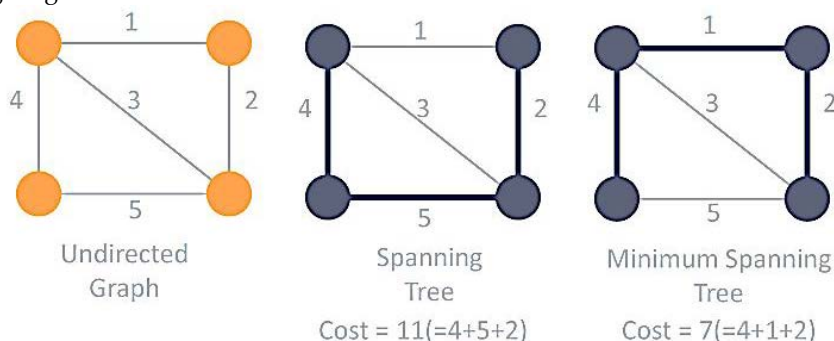 1
4
3
2
5
Undirected
Graph
1
4
3
2
5
Spanning
Tree
Cost = 11(=4+5+2)
1
4
3
2
5
Minimum Spanning
Tree
Cost = 7(=4+1+2)